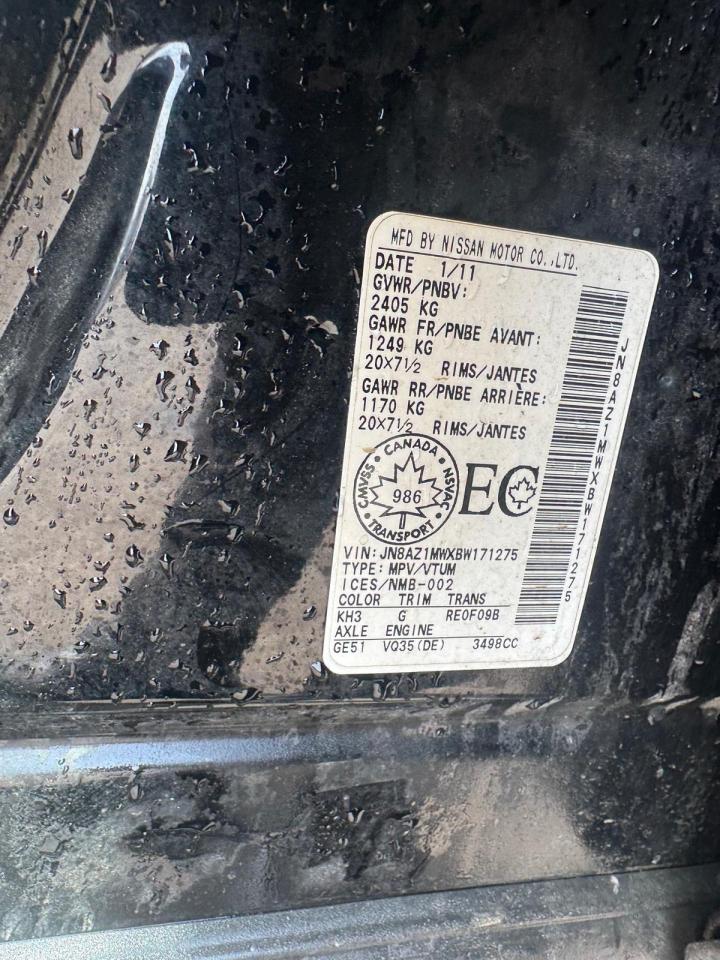 MFD BY NISSAN MOTOR CO.,LTD.
DATE 1/11
GVWR/PNBV:
2405 KG
GAWR FR/PNBE AVANT:
1249 KG
20X7½ RIMS/JANTES
GAWR RR/PNBE ARRIÈRE:
1170 KG
20X7½ RIMS/JANTES
CANADA
CMVSS NSVAC
986
TRANSPORT
EC
VIN: JN8AZ1MWXBW171275
TYPE: MPV/VTUM
ICES/NMB-002
COLOR TRIM TRANS
KH3 G RE0F09B
AXLE ENGINE
GE51 VQ35(DE) 3498CC
JN8AZ1MWXBW171275